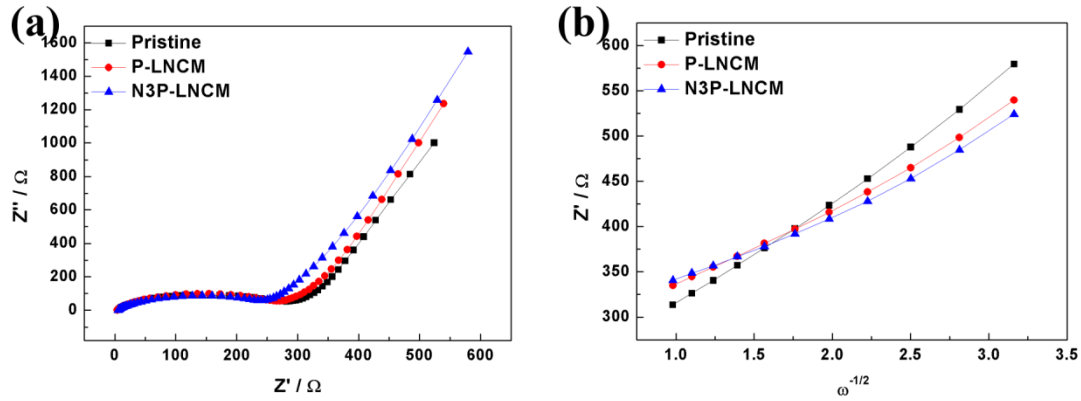 (a)
Pristine
P-LNCM
N3P-LNCM
Z'' / Ω
1600
1400
1200
1000
800
600
400
200
0
0 100 200 300 400 500 600
Z' / Ω
(b)
Pristine
P-LNCM
N3P-LNCM
Z' / Ω
600
550
500
450
400
350
300
1.0 1.5 2.0 2.5 3.0 3.5
ω-1/2